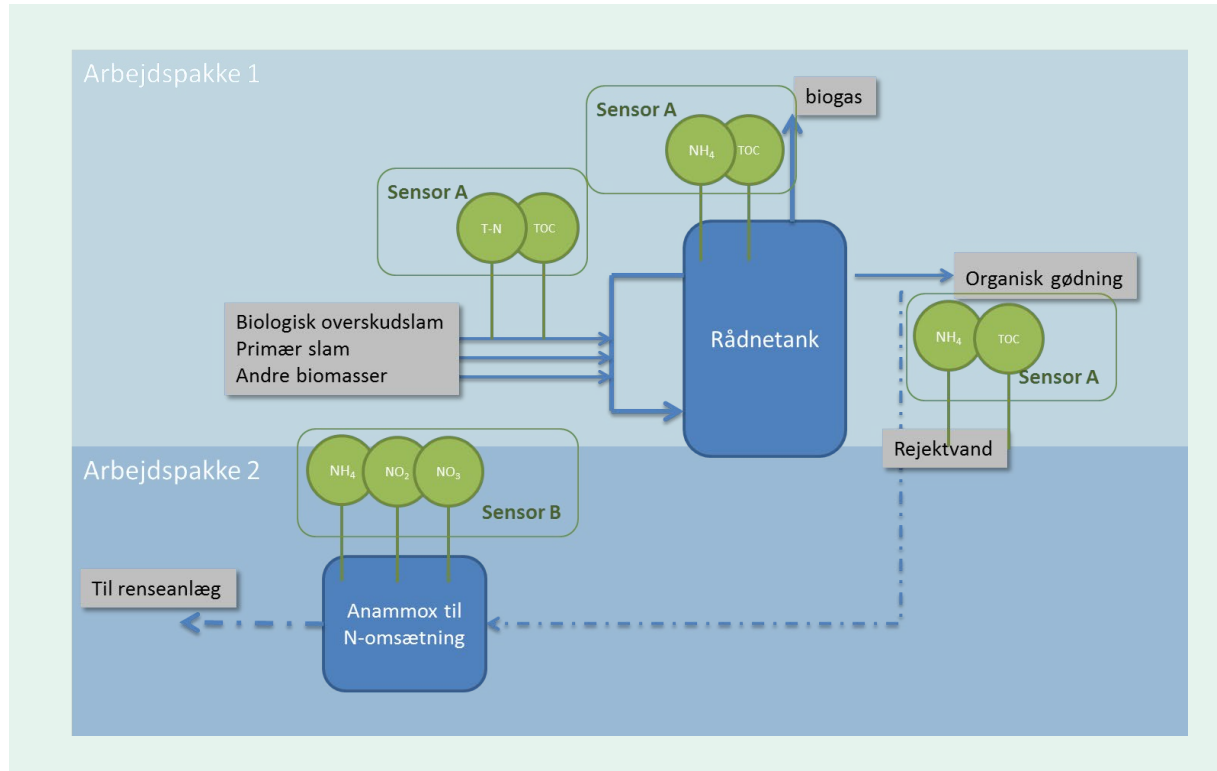 Arbejdspakke 1
biogas
Sensor A
NH₄
TOC
Sensor A
T-N
TOC
Biologisk overskudslam
Primær slam
Andre biomasser
Rådnetank
Organisk gødning
NH₄
TOC
Sensor A
Rejektvand
Arbejdspakke 2
NH₄
NO₂
NO₃
Sensor B
Til renseanlæg
Anammox til
N-omsætning